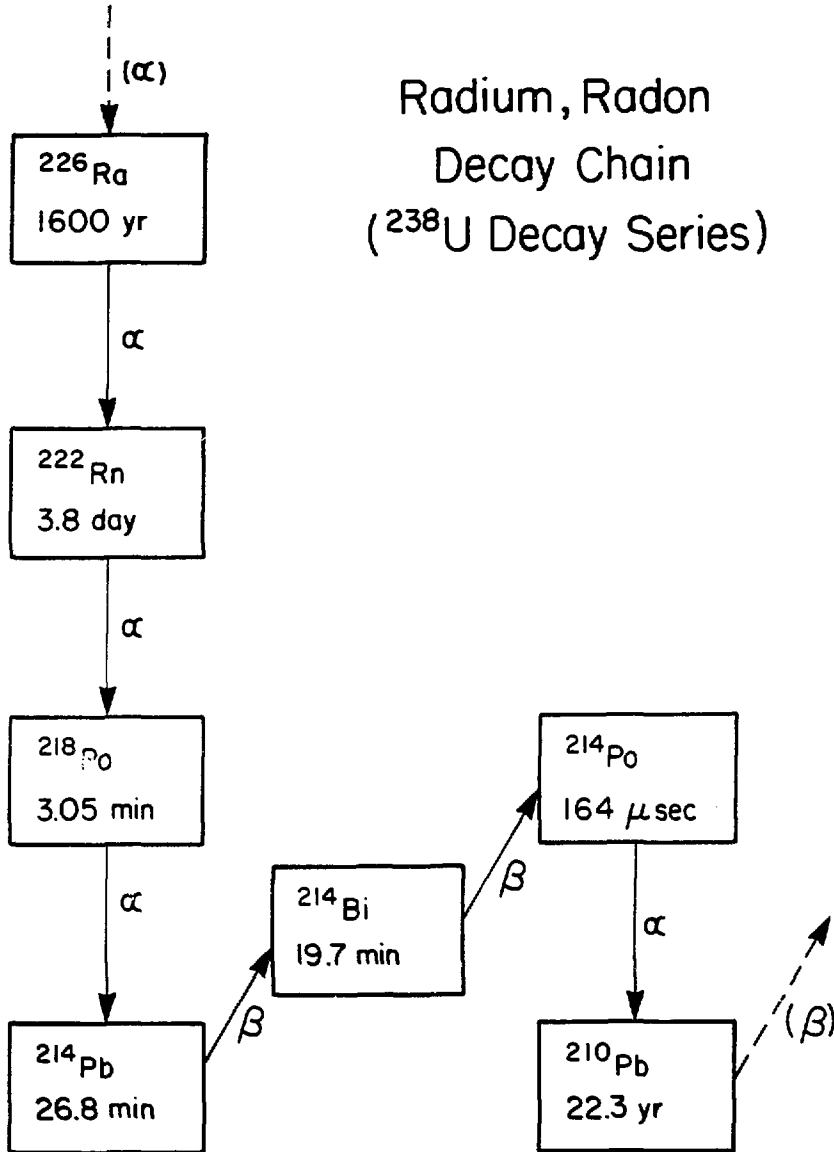 (α)
Radium, Radon
Decay Chain
(²³⁸U Decay Series)
²²⁶Ra
1600 yr
α
²²²Rn
3.8 day
α
²¹⁸Po
3.05 min
α
²¹⁴Pb
26.8 min
β
²¹⁴Bi
19.7 min
β
²¹⁴Po
164 μsec
α
²¹⁰Pb
22.3 yr
(β)